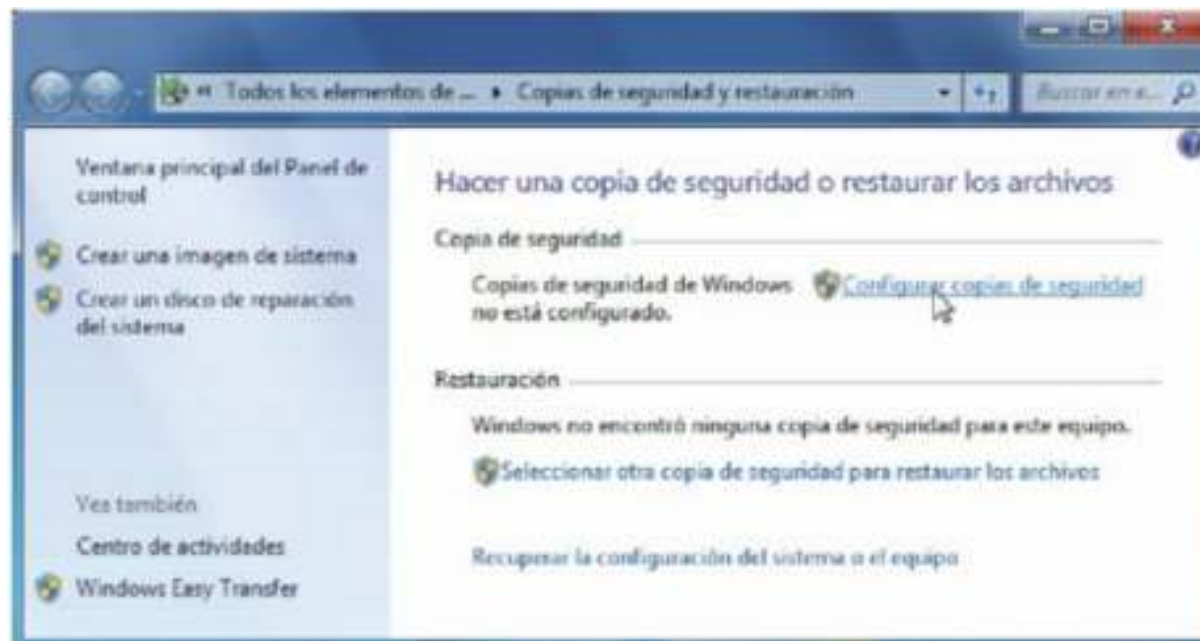 « Todos los elementos de ... ▸ Copias de seguridad y restauración
Buscar en e...
Ventana principal del Panel de
control
Crear una imagen de sistema
Crear un disco de reparación
del sistema
Vea también
Centro de actividades
Windows Easy Transfer
Hacer una copia de seguridad o restaurar los archivos
Copia de seguridad
Copias de seguridad de Windows Configurar copias de seguridad
no está configurado.
Restauración
Windows no encontró ninguna copia de seguridad para este equipo.
Seleccionar otra copia de seguridad para restaurar los archivos
Recuperar la configuración del sistema o el equipo